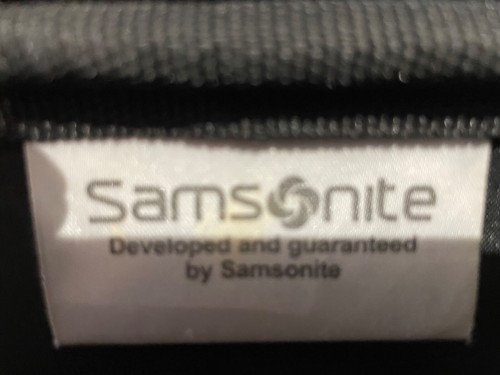 Samsonite
Developed and guaranteed
by Samsonite